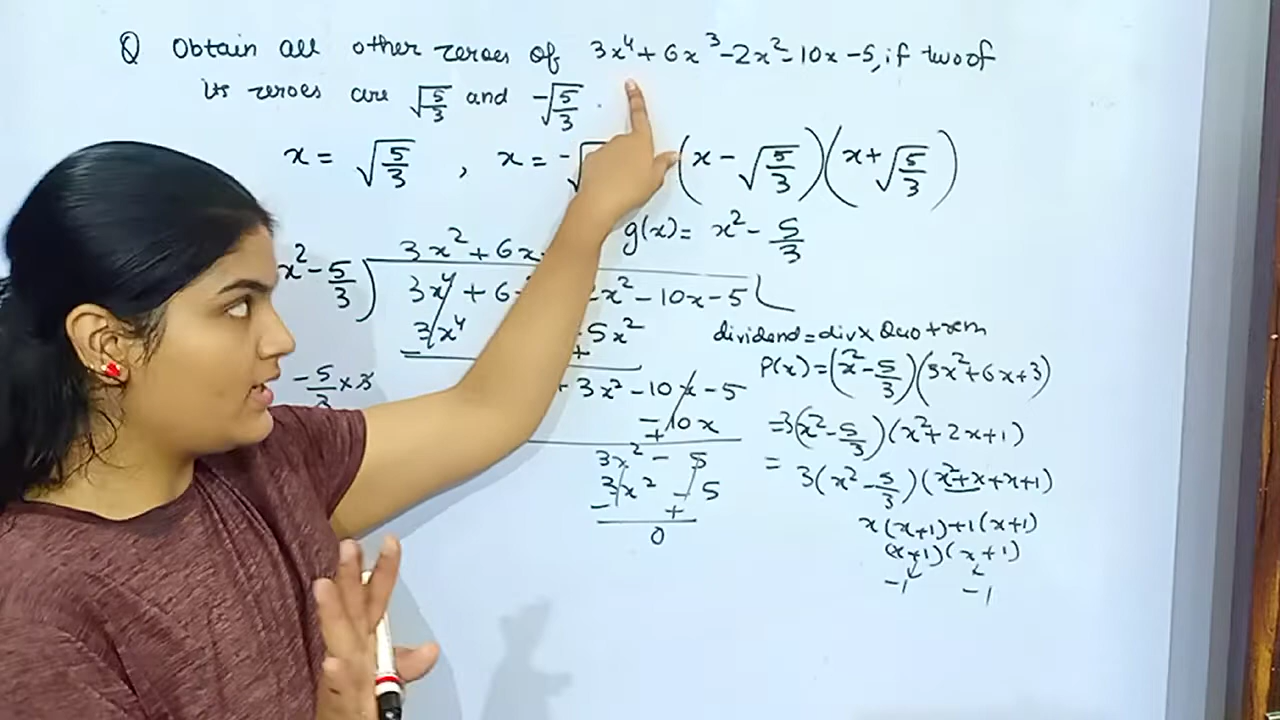 Q Obtain all other zeroes of 3x⁴ + 6x³ - 2x² - 10x - 5, if two of
its zeroes are √5/3 and -√5/3.
x = √5/3 , x = -√ (x - √5/3)(x + √5/3)
g(x) = x² - 5/3
3x² + 6x
x² - 5/3 ) 3x⁴ + 6 2x² - 10x - 5
3x⁴ 5x²
- +
dividend = div x Quo + rem
P(x) = (x² - 5/3)(3x² + 6x + 3)
-5/3 × 3
+ 3x² - 10x - 5
- 10x
+
= 3(x² - 5/3)(x² + 2x + 1)
3x² - 5
3x² - 5
- +
0
= 3(x² - 5/3)(x² + x + x + 1)
x(x+1) + 1(x+1)
(x+1)(x+1)
-1 -1